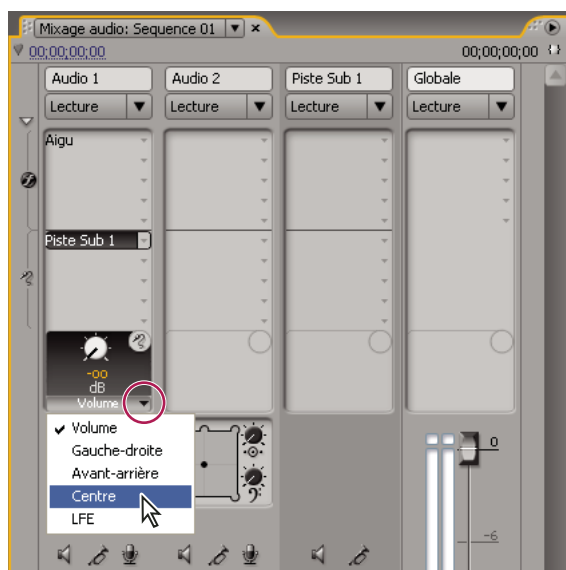 Mixage audio: Sequence 01
00;00;00;00 00;00;00;00
Audio 1 Audio 2 Piste Sub 1 Globale
Lecture Lecture Lecture Lecture
Aigu
Piste Sub 1
-oo
dB
Volume
Volume
Gauche-droite
Avant-arrière
Centre
LFE
0
-6